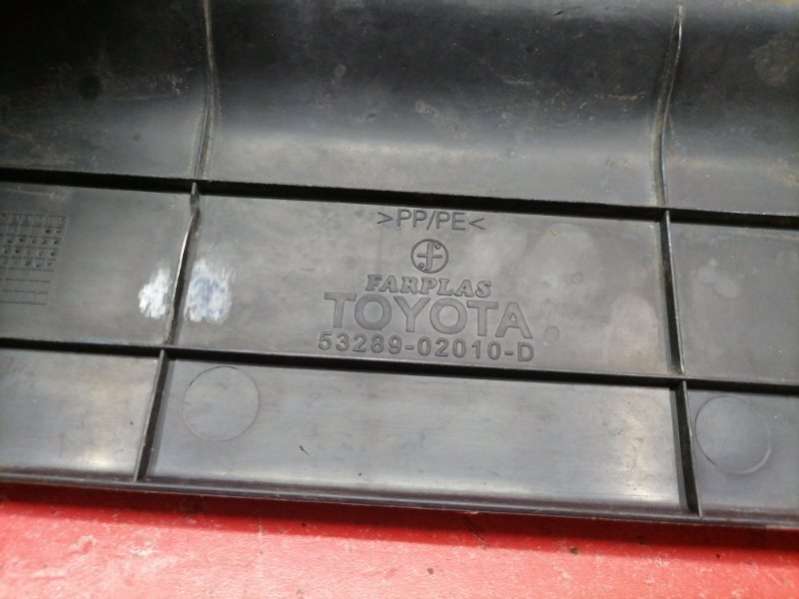 >PP/PE<
FARPLAS
TOYOTA
53289-02010-D